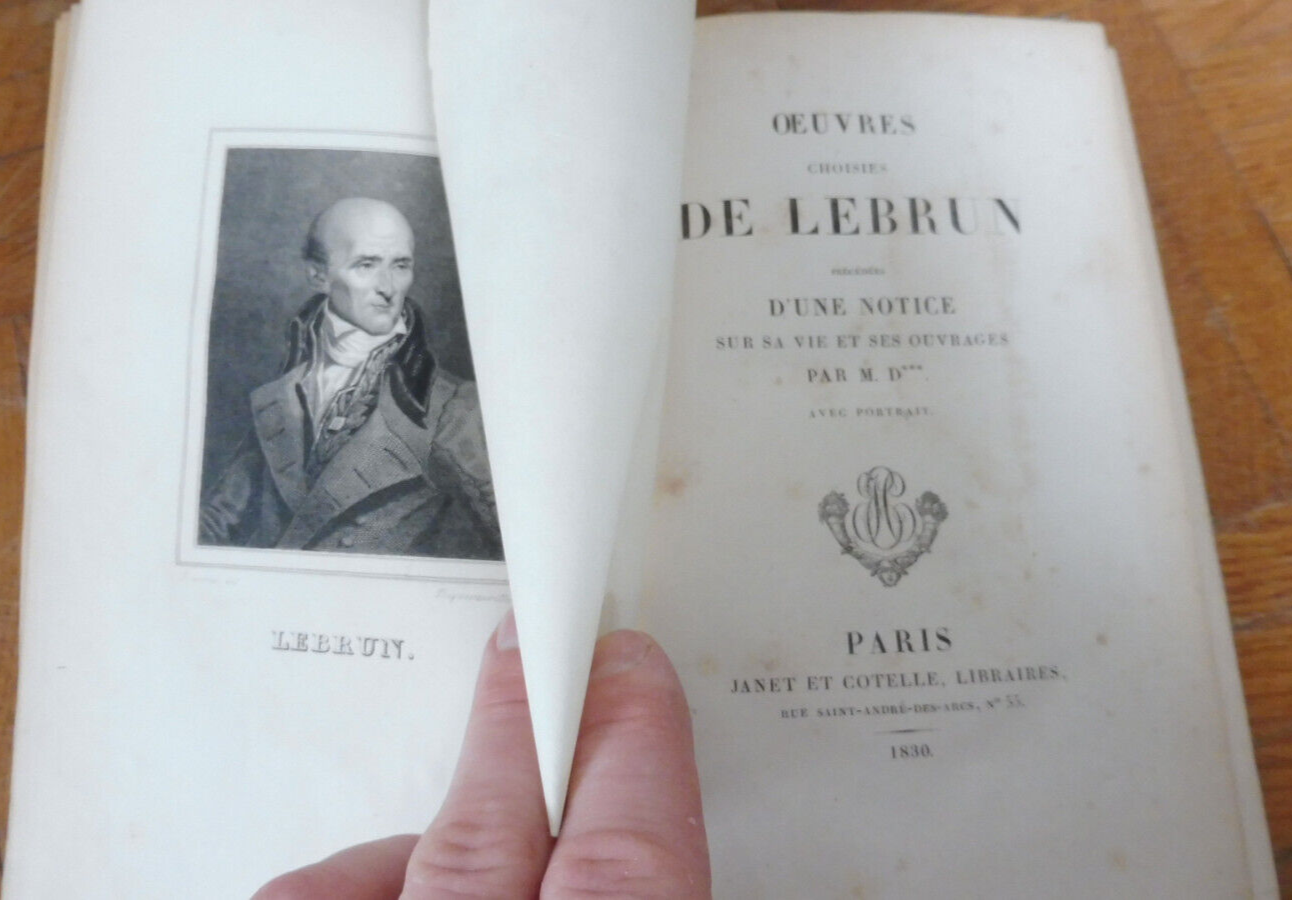 LEBRUN.
OEUVRES
CHOISIES
DE LEBRUN
PRÉCÉDÉES
D'UNE NOTICE
SUR SA VIE ET SES OUVRAGES
PAR M. D***.
AVEC PORTRAIT.
PARIS
JANET ET COTELLE, LIBRAIRES,
RUE SAINT-ANDRÉ-DES-ARCS, N° 55.
1830.